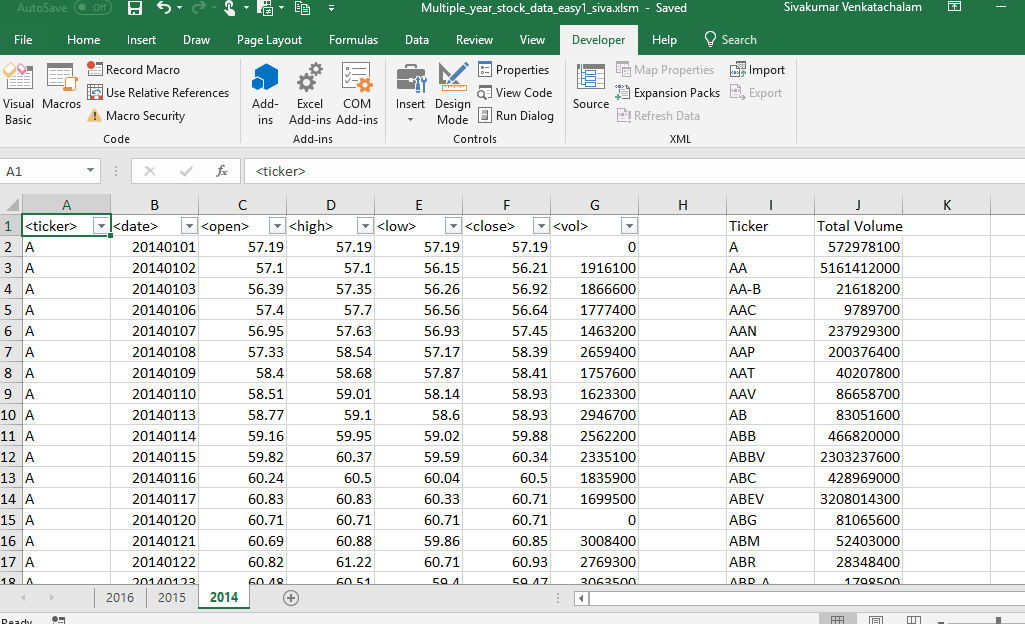 AutoSave Off Multiple_year_stock_data_easy1_siva.xlsm - Saved Sivakumar Venkatachalam
File Home Insert Draw Page Layout Formulas Data Review View Developer Help Search
Visual Basic
Macros
Record Macro
Use Relative References
Macro Security
Code
Add-ins
Excel Add-ins
COM Add-ins
Add-ins
Insert
Design Mode
Properties
View Code
Run Dialog
Controls
Source
Map Properties
Expansion Packs
Refresh Data
Import
Export
XML
A1 fx <ticker>
A B C D E F G H I J K
1 <ticker> <date> <open> <high> <low> <close> <vol> Ticker Total Volume
2 A 20140101 57.19 57.19 57.19 57.19 0 A 572978100
3 A 20140102 57.1 57.1 56.15 56.21 1916100 AA 5161412000
4 A 20140103 56.39 57.35 56.26 56.92 1866600 AA-B 21618200
5 A 20140106 57.4 57.7 56.56 56.64 1777400 AAC 9789700
6 A 20140107 56.95 57.63 56.93 57.45 1463200 AAN 237929300
7 A 20140108 57.33 58.54 57.17 58.39 2659400 AAP 200376400
8 A 20140109 58.4 58.68 57.87 58.41 1757600 AAT 40207800
9 A 20140110 58.51 59.01 58.14 58.93 1623300 AAV 86658700
10 A 20140113 58.77 59.1 58.6 58.93 2946700 AB 83051600
11 A 20140114 59.16 59.95 59.02 59.88 2562200 ABB 466820000
12 A 20140115 59.82 60.37 59.59 60.34 2335100 ABBV 2303237600
13 A 20140116 60.24 60.5 60.04 60.5 1835900 ABC 428969000
14 A 20140117 60.83 60.83 60.33 60.71 1699500 ABEV 3208014300
15 A 20140120 60.71 60.71 60.71 60.71 0 ABG 81065600
16 A 20140121 60.69 60.88 59.86 60.85 3008400 ABM 52403000
17 A 20140122 60.82 61.22 60.71 60.93 2769300 ABR 28348400
18 A 20140123 60.48 60.51 59.4 59.47 3063500 ABR-A 1798500
2016 2015 2014
Ready